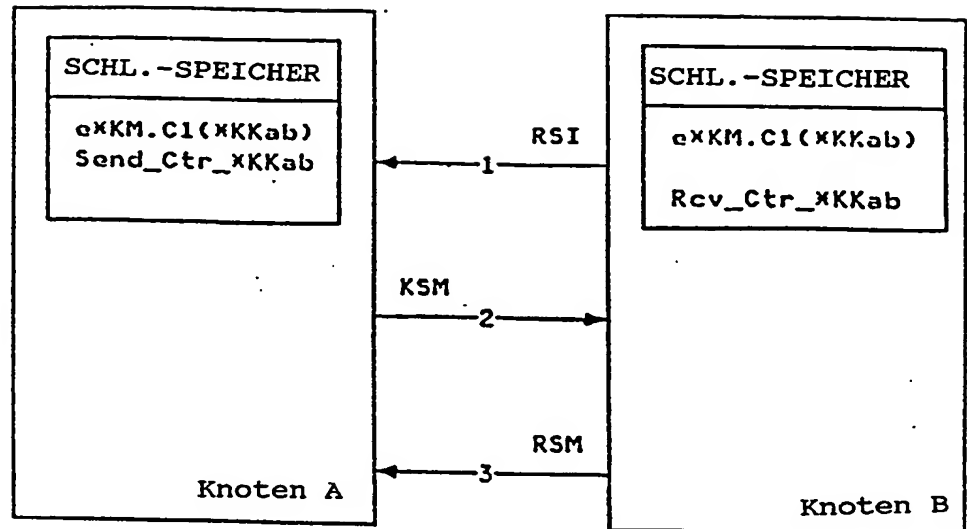 SCHL.-SPEICHER
e*KM.C1(*KKab)
Send_Ctr_*KKab
Knoten A
RSI
1
KSM
2
RSM
3
SCHL.-SPEICHER
e*KM.C1(*KKab)
Rcv_Ctr_*KKab
Knoten B